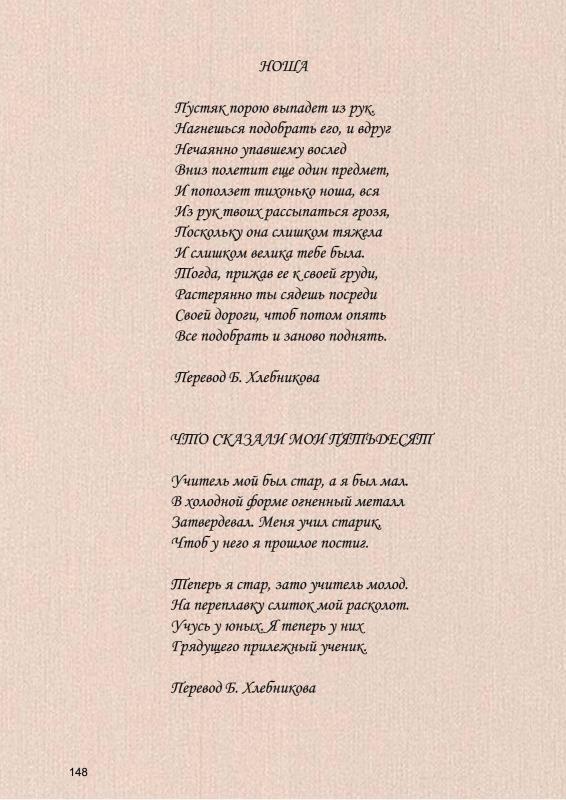 НОША
Пустяк порою выпадет из рук,
Нагнешься подобрать его, и вдруг
Нечаянно упавшему вослед
Вниз полетит еще один предмет,
И поползет тихонько ноша, вся
Из рук твоих рассыпаться грозя,
Поскольку она слишком тяжела
И слишком велика тебе была.
Тогда, прижав ее к своей груди,
Растерянно ты сядешь посреди
Своей дороги, чтоб потом опять
Все подобрать и заново поднять.
Перевод Б. Хлебникова
ЧТО СКАЗАЛИ МОИ ПЯТЬДЕСЯТ
Учитель мой был стар, а я был мал.
В холодной форме огненный металл
Затвердевал. Меня учил старик,
Чтоб у него я прошлое постиг.
Теперь я стар, зато учитель молод.
На переплавку слиток мой расколот.
Учусь у юных. Я теперь у них
Грядущего прилежный ученик.
Перевод Б. Хлебникова
148